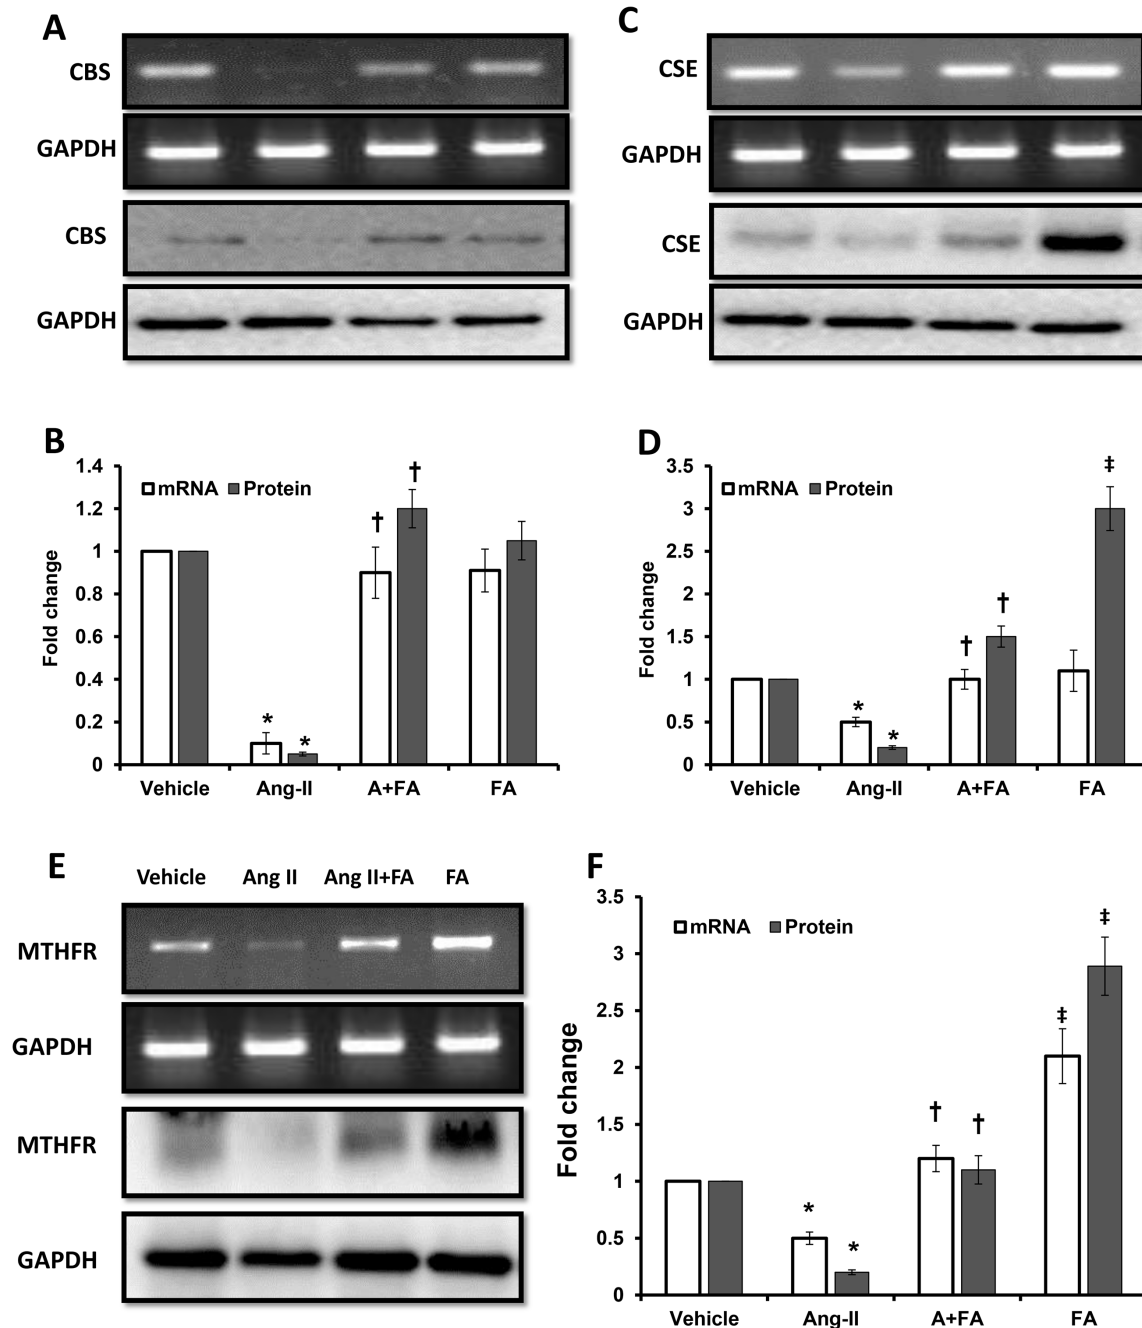 A
CBS
GAPDH
CBS
GAPDH
C
CSE
GAPDH
CSE
GAPDH
B
1.4
1.2
1
0.8
0.6
0.4
0.2
0
Fold change
mRNA Protein
* * † †
Vehicle Ang-II A+FA FA
D
3.5
3
2.5
2
1.5
1
0.5
0
Fold change
mRNA Protein
* * † † ‡
Vehicle Ang-II A+FA FA
E
Vehicle Ang II Ang II+FA FA
MTHFR
GAPDH
MTHFR
GAPDH
F
3.5
3
2.5
2
1.5
1
0.5
0
Fold change
mRNA Protein
* * † † ‡ ‡
Vehicle Ang-II A+FA FA